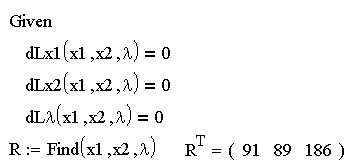 Given
dLx1(x1,x2,λ) = 0
dLx2(x1,x2,λ) = 0
dLλ(x1,x2,λ) = 0
R := Find(x1,x2,λ) Rᵀ = ( 91 89 186 )